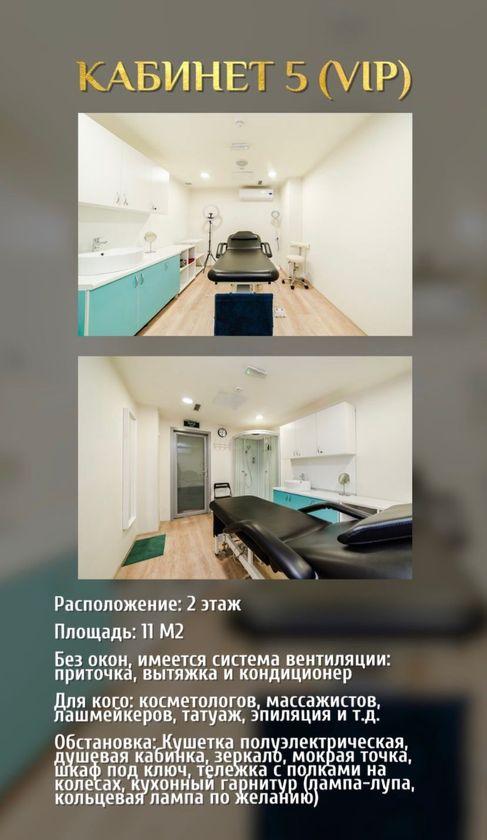 КАБИНЕТ 5 (VIP)
Расположение: 2 этаж
Площадь: 11 М2
Без окон, имеется система вентиляции:
приточка, вытяжка и кондиционер
Для кого: косметологов, массажистов,
лашмейкеров, татуаж, эпиляция и т.д.
Обстановка: Кушетка полуэлектрическая,
душевая кабинка, зеркало, мокрая точка,
шкаф под ключ, тележка с полками на
колесах, кухонный гарнитур (лампа-лупа,
кольцевая лампа по желанию)